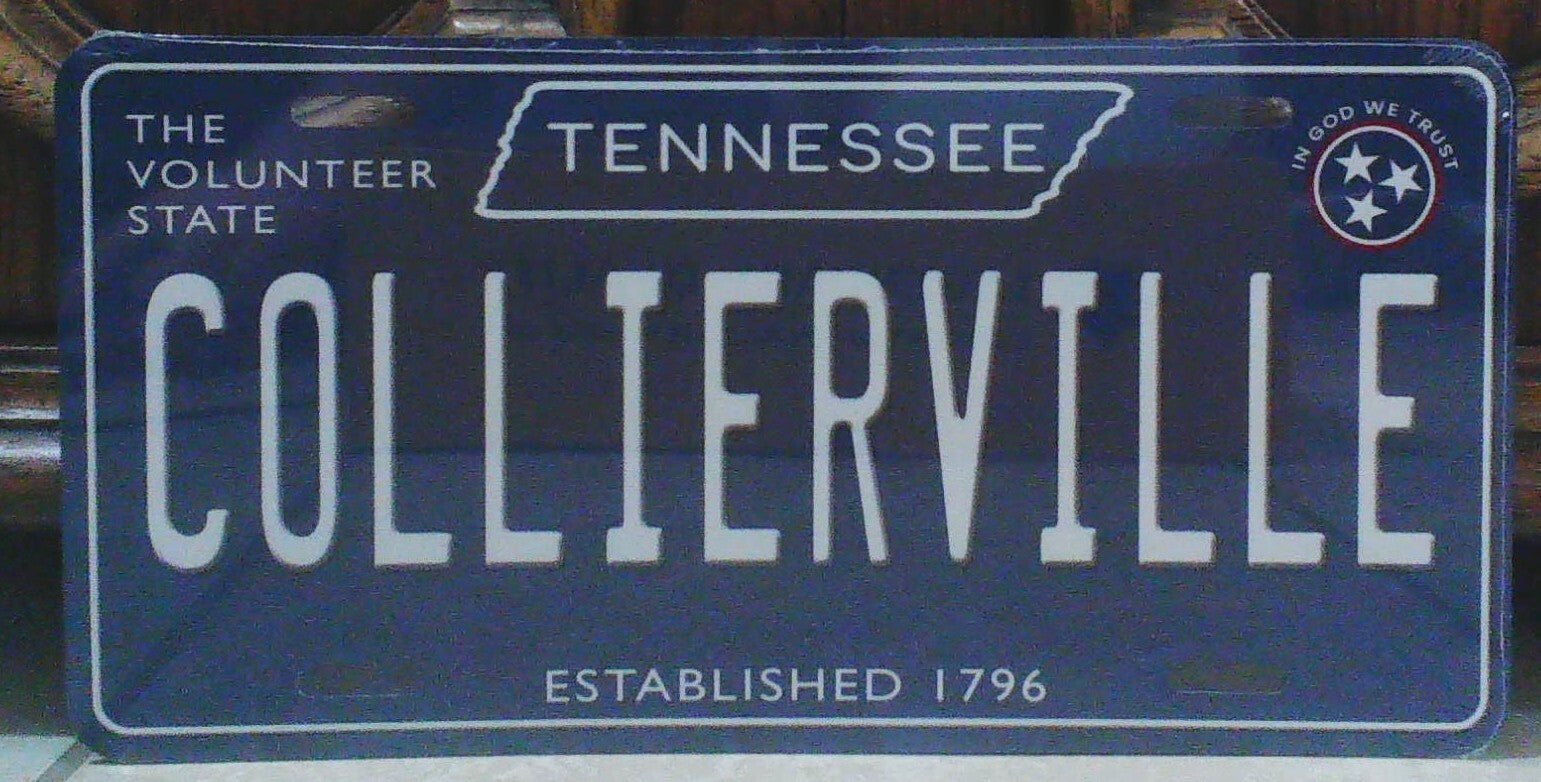 THE
VOLUNTEER
STATE
TENNESSEE
IN GOD WE TRUST
COLLIERVILLE
ESTABLISHED 1796